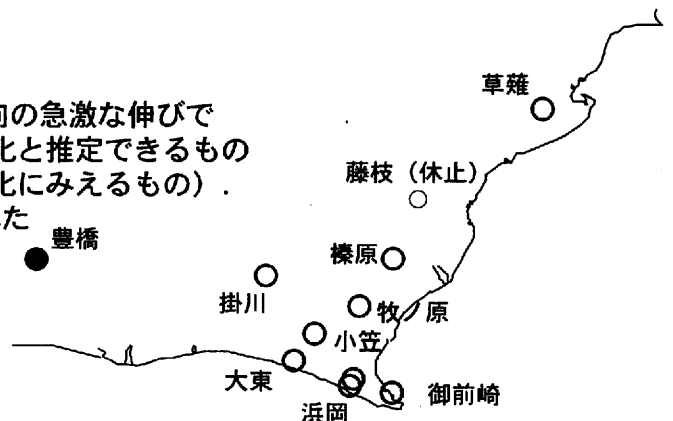 草薙
向の急激な伸びで
化と推定できるもの
藤枝（休止）
化にみえるもの）.
した
豊橋
榛原
掛川
牧ノ原
小笠
大東
御前崎
浜岡